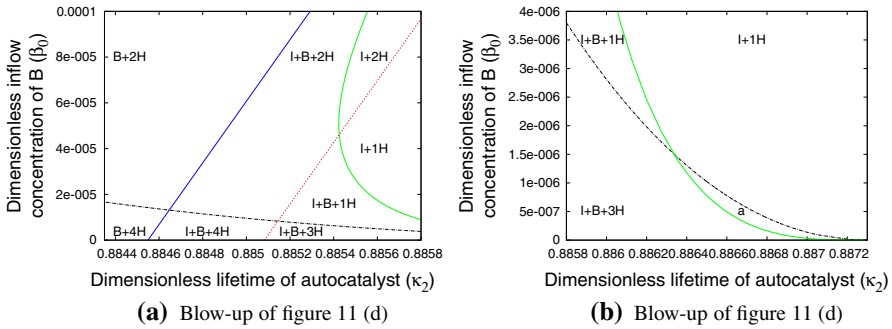 Dimensionless inflow
concentration of B (β₀)
0.0001
8e-005
6e-005
4e-005
2e-005
0
B+2H
I+B+2H
I+2H
I+1H
I+B+1H
B+4H
I+B+4H
I+B+3H
0.8844 0.8846 0.8848 0.885 0.8852 0.8854 0.8856 0.8858
Dimensionless lifetime of autocatalyst (κ₂)
(a) Blow-up of figure 11 (d)
Dimensionless inflow
concentration of B (β₀)
4e-006
3.5e-006
3e-006
2.5e-006
2e-006
1.5e-006
1e-006
5e-007
0
I+B+1H
I+1H
I+B+3H
a
0.8858 0.886 0.8862 0.8864 0.8866 0.8868 0.887 0.8872
Dimensionless lifetime of autocatalyst (κ₂)
(b) Blow-up of figure 11 (d)